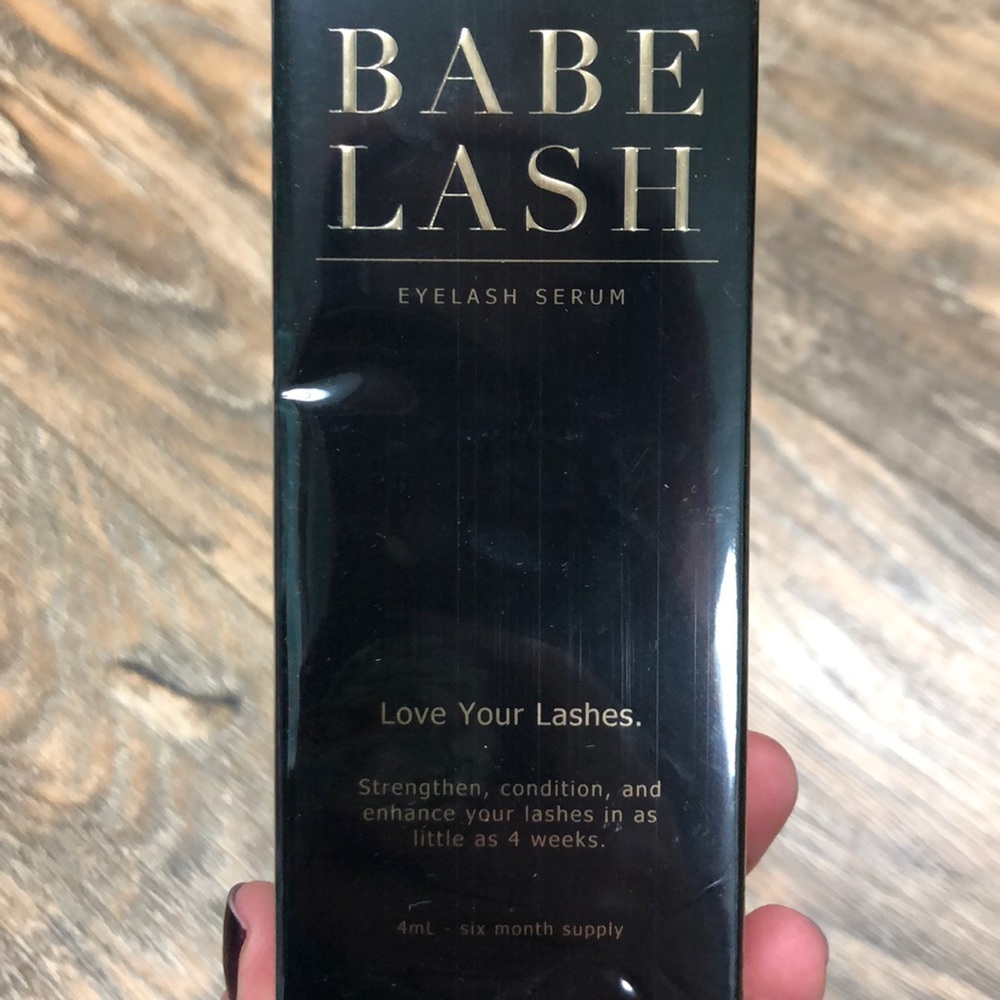 BABE
LASH
EYELASH SERUM
Love Your Lashes.
Strengthen, condition, and
enhance your lashes in as
little as 4 weeks.
4mL - six month supply